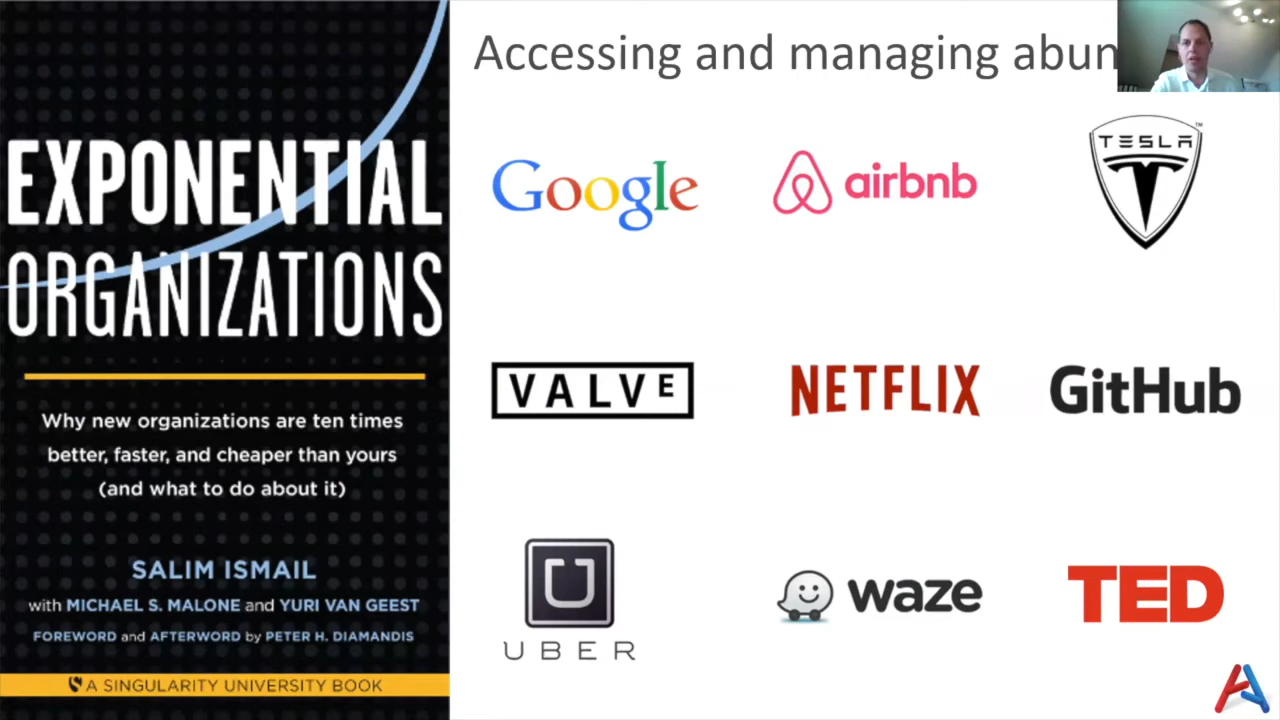 EXPONENTIAL
ORGANIZATIONS
Why new organizations are ten times
better, faster, and cheaper than yours
(and what to do about it)
SALIM ISMAIL
with MICHAEL S. MALONE and YURI VAN GEEST
FOREWORD and AFTERWORD by PETER H. DIAMANDIS
A SINGULARITY UNIVERSITY BOOK
Accessing and managing abun
Google
airbnb
TESLA
TM
VALVE
NETFLIX
GitHub
U
UBER
waze
TED